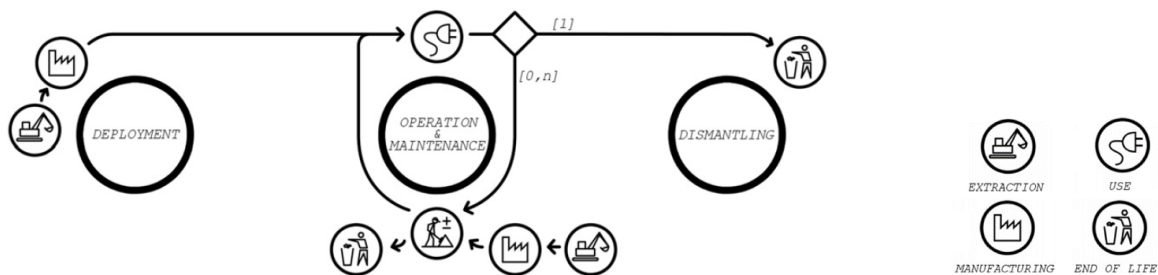 [1]
[0,n]
DEPLOYMENT
OPERATION
&
MAINTENANCE
DISMANTLING
±
EXTRACTION
USE
MANUFACTURING
END OF LIFE